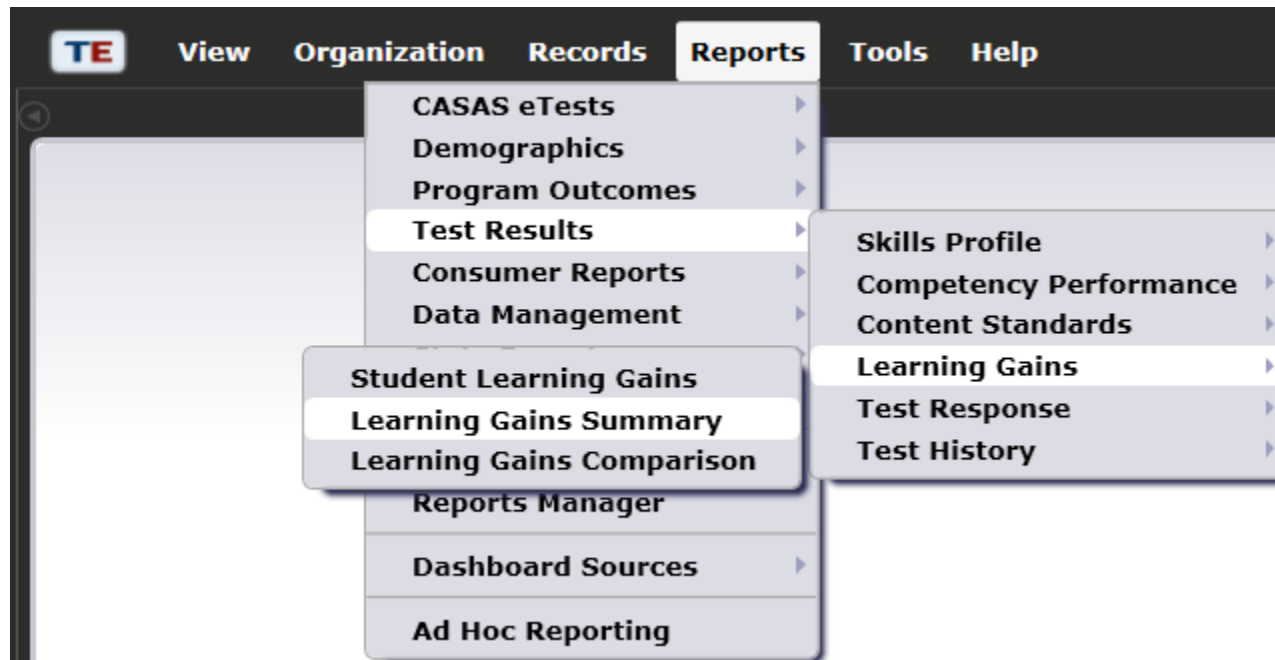 TE View Organization Records Reports Tools Help
CASAS eTests
Demographics
Program Outcomes
Test Results
Consumer Reports
Data Management
Reports Manager
Dashboard Sources
Ad Hoc Reporting
Skills Profile
Competency Performance
Content Standards
Learning Gains
Test Response
Test History
Student Learning Gains
Learning Gains Summary
Learning Gains Comparison